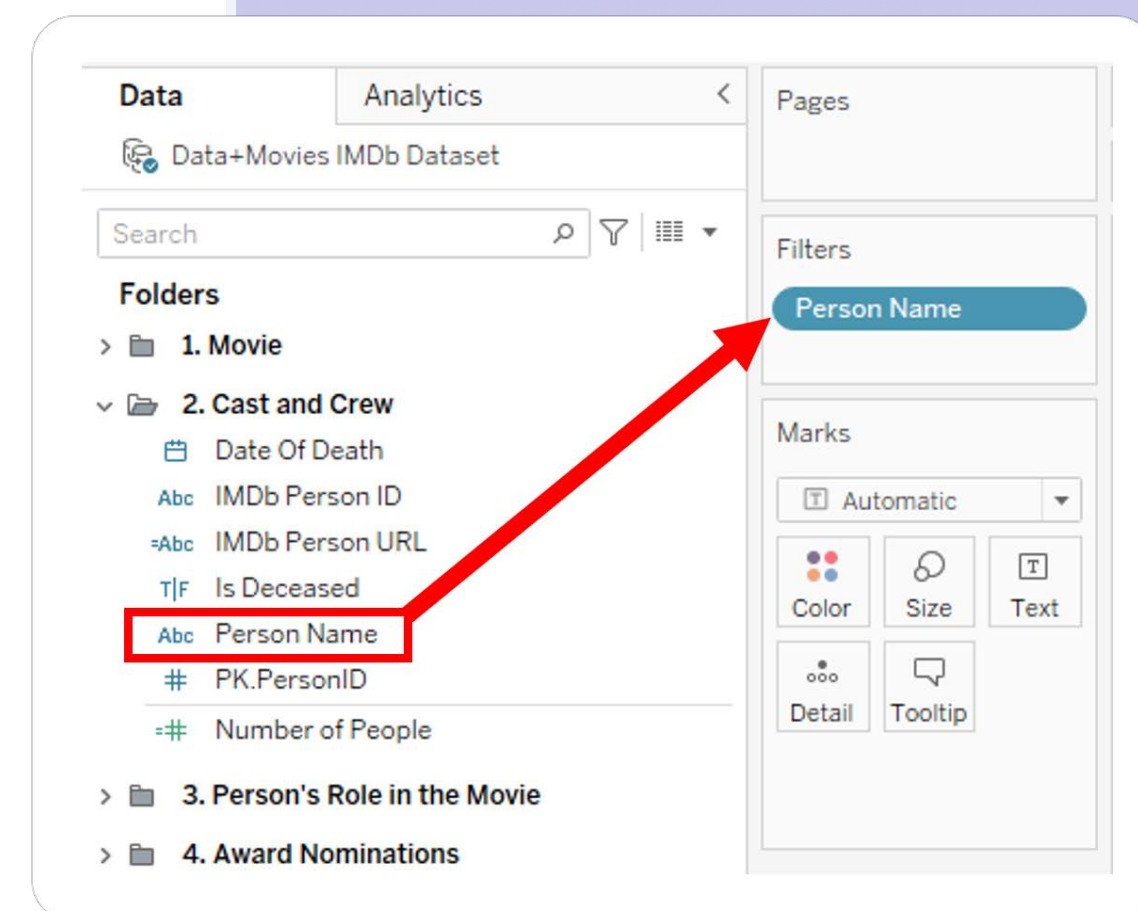 Data
Analytics
Data+Movies IMDb Dataset
Search
Folders
1. Movie
2. Cast and Crew
Date Of Death
Abc IMDb Person ID
=Abc IMDb Person URL
T|F Is Deceased
Abc Person Name
# PK.PersonID
=# Number of People
3. Person's Role in the Movie
4. Award Nominations
Pages
Filters
Person Name
Marks
T Automatic
Color Size Text
T
Detail Tooltip